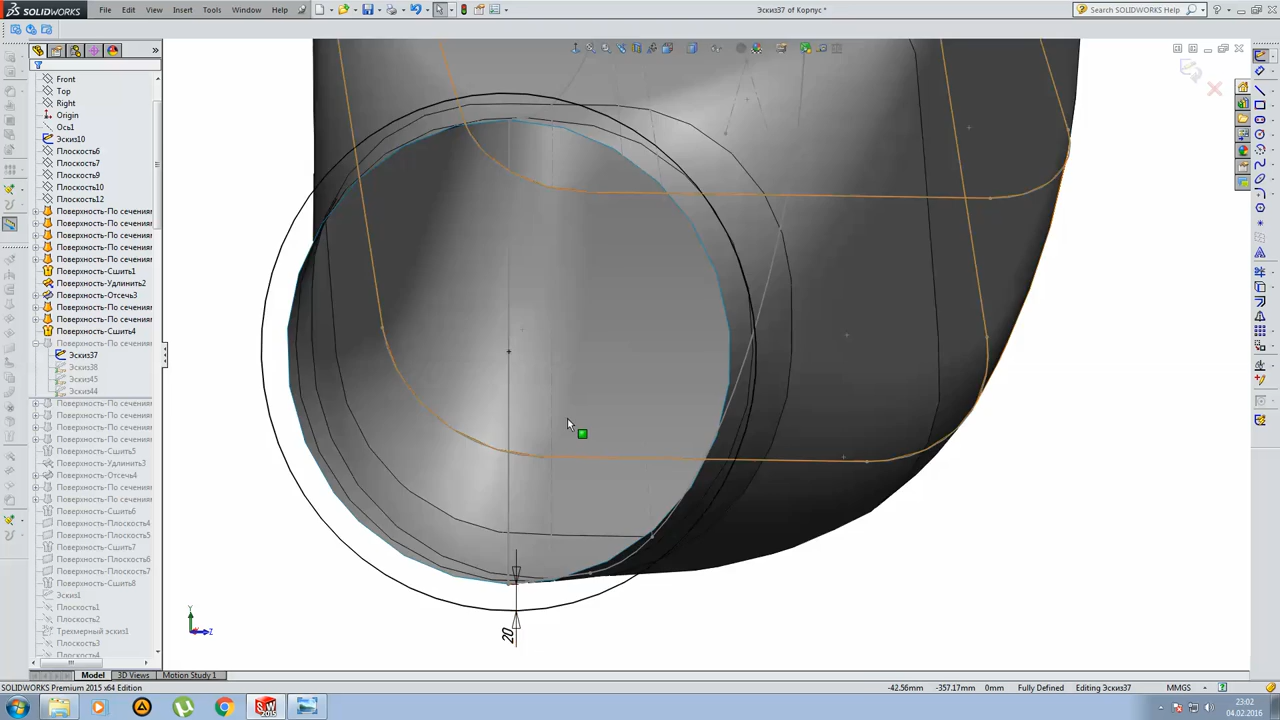 SOLIDWORKS File Edit View Insert Tools Window Help Эскиз37 of Корпус * Search SOLIDWORKS Help
Front
Top
Right
Origin
Ось1
Эскиз10
Плоскость6
Плоскость7
Плоскость9
Плоскость10
Плоскость12
Поверхность-По сечениям
Поверхность-По сечениям
Поверхность-По сечениям
Поверхность-По сечениям
Поверхность-По сечениям
Поверхность-Сшить1
Поверхность-Удлинить2
Поверхность-Отсечь3
Поверхность-По сечениям
Поверхность-По сечениям
Поверхность-Сшить4
Поверхность-По сечениям
Эскиз37
Эскиз38
Эскиз45
Эскиз44
Поверхность-По сечениям
Поверхность-По сечениям
Поверхность-По сечениям
Поверхность-По сечениям
Поверхность-Сшить5
Поверхность-Удлинить3
Поверхность-Отсечь4
Поверхность-По сечениям
Поверхность-По сечениям
Поверхность-Сшить6
Поверхность-Плоскость4
Поверхность-Плоскость5
Поверхность-Сшить7
Поверхность-Плоскость6
Поверхность-Плоскость7
Поверхность-Сшить8
Эскиз1
Плоскость1
Плоскость2
Трехмерный эскиз1
Плоскость3
Плоскость4
20
Y
Z
Model 3D Views Motion Study 1
SOLIDWORKS Premium 2015 x64 Edition -42.56mm -357.17mm 0mm Fully Defined Editing Эскиз37 MMGS
23:02
04.02.2016